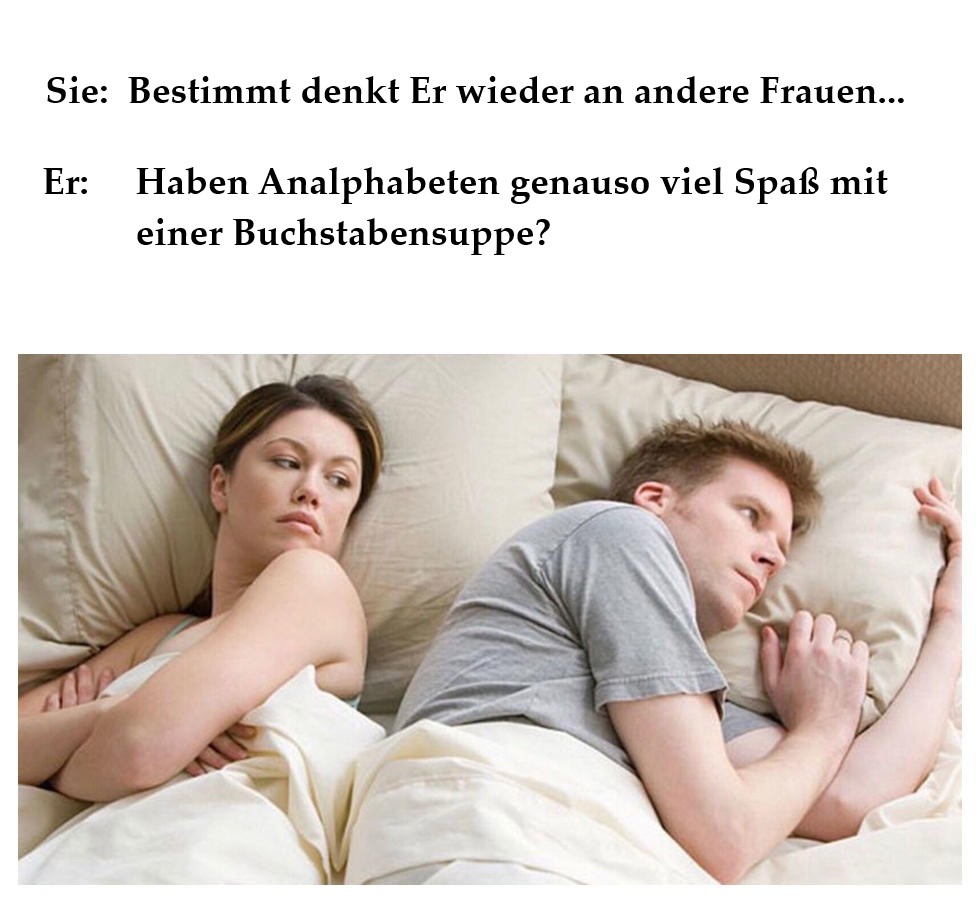 Sie: Bestimmt denkt Er wieder an andere Frauen...
Er: Haben Analphabeten genauso viel Spaß mit
einer Buchstabensuppe?